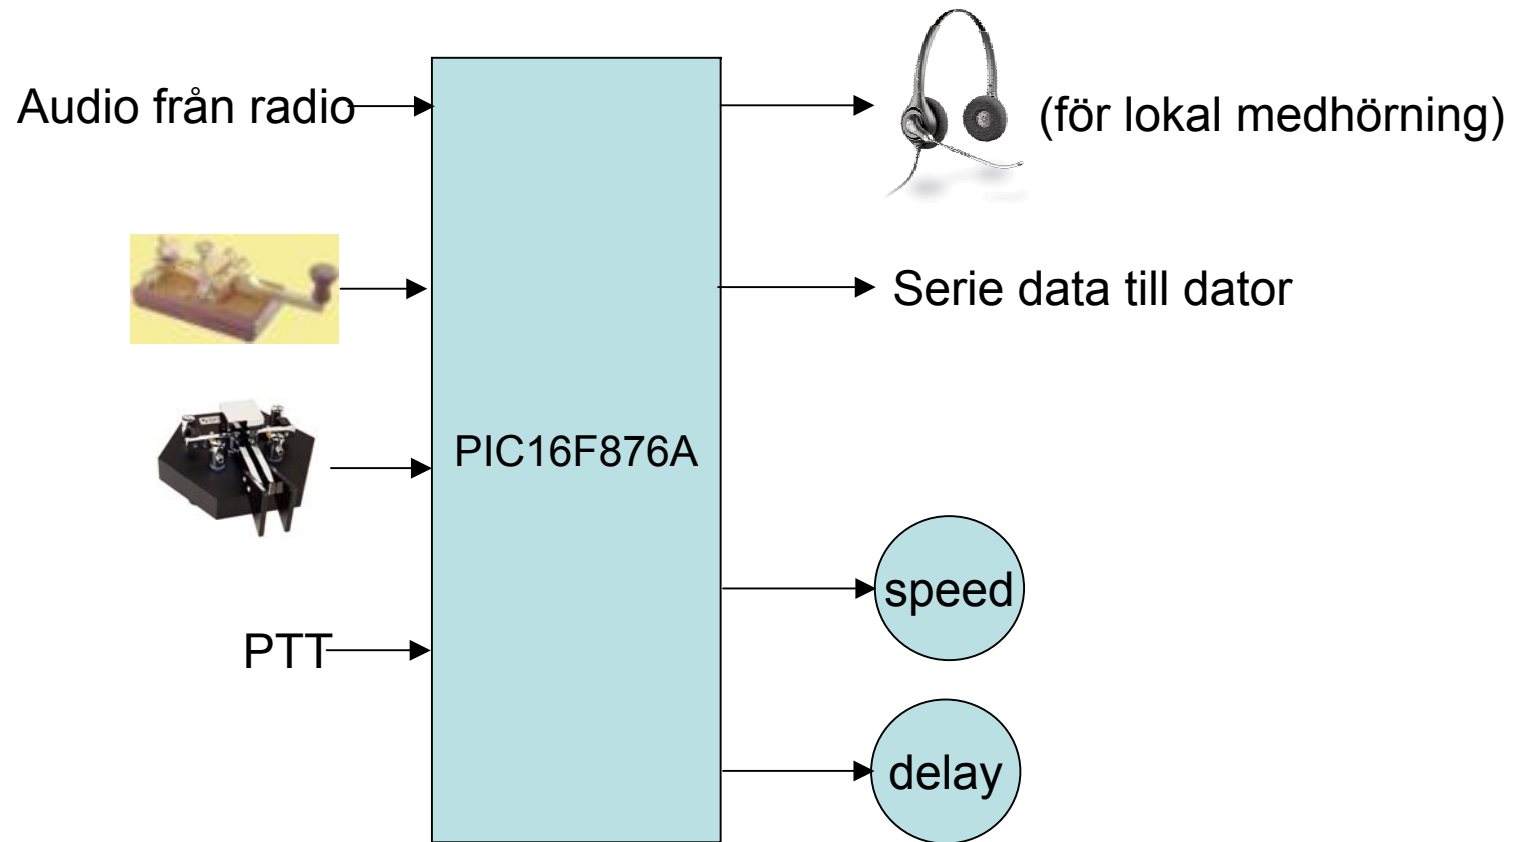 Audio från radio
(för lokal medhörning)
Serie data till dator
PIC16F876A
speed
PTT
delay